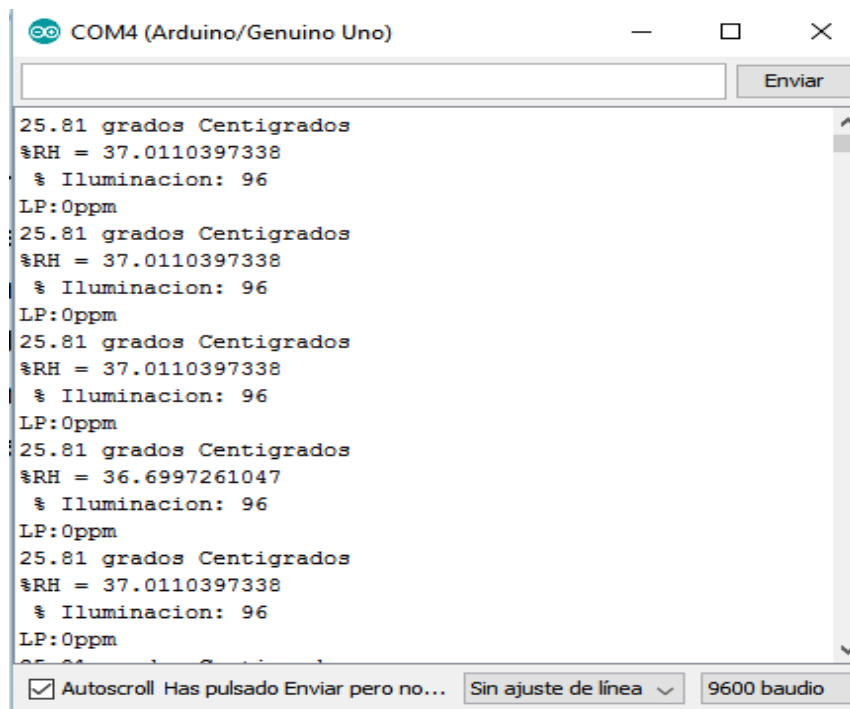 COM4 (Arduino/Genuino Uno)
Enviar
25.81 grados Centigrados
%RH = 37.0110397338
% Iluminacion: 96
LP:0ppm
25.81 grados Centigrados
%RH = 37.0110397338
% Iluminacion: 96
LP:0ppm
25.81 grados Centigrados
%RH = 37.0110397338
% Iluminacion: 96
LP:0ppm
25.81 grados Centigrados
%RH = 36.6997261047
% Iluminacion: 96
LP:0ppm
25.81 grados Centigrados
%RH = 37.0110397338
% Iluminacion: 96
LP:0ppm
Autoscroll Has pulsado Enviar pero no... Sin ajuste de línea 9600 baudio